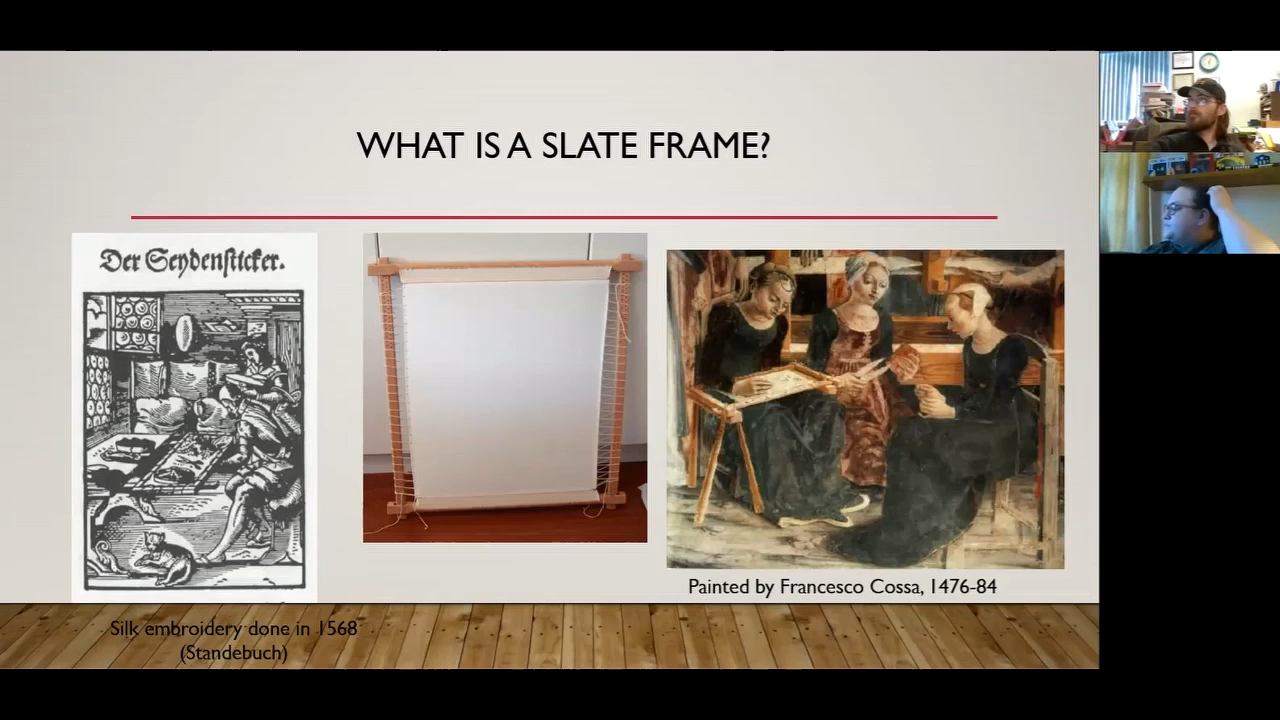 WHAT IS A SLATE FRAME?
Der Seydensticker.
Painted by Francesco Cossa, 1476-84
Silk embroidery done in 1568
(Standebuch)